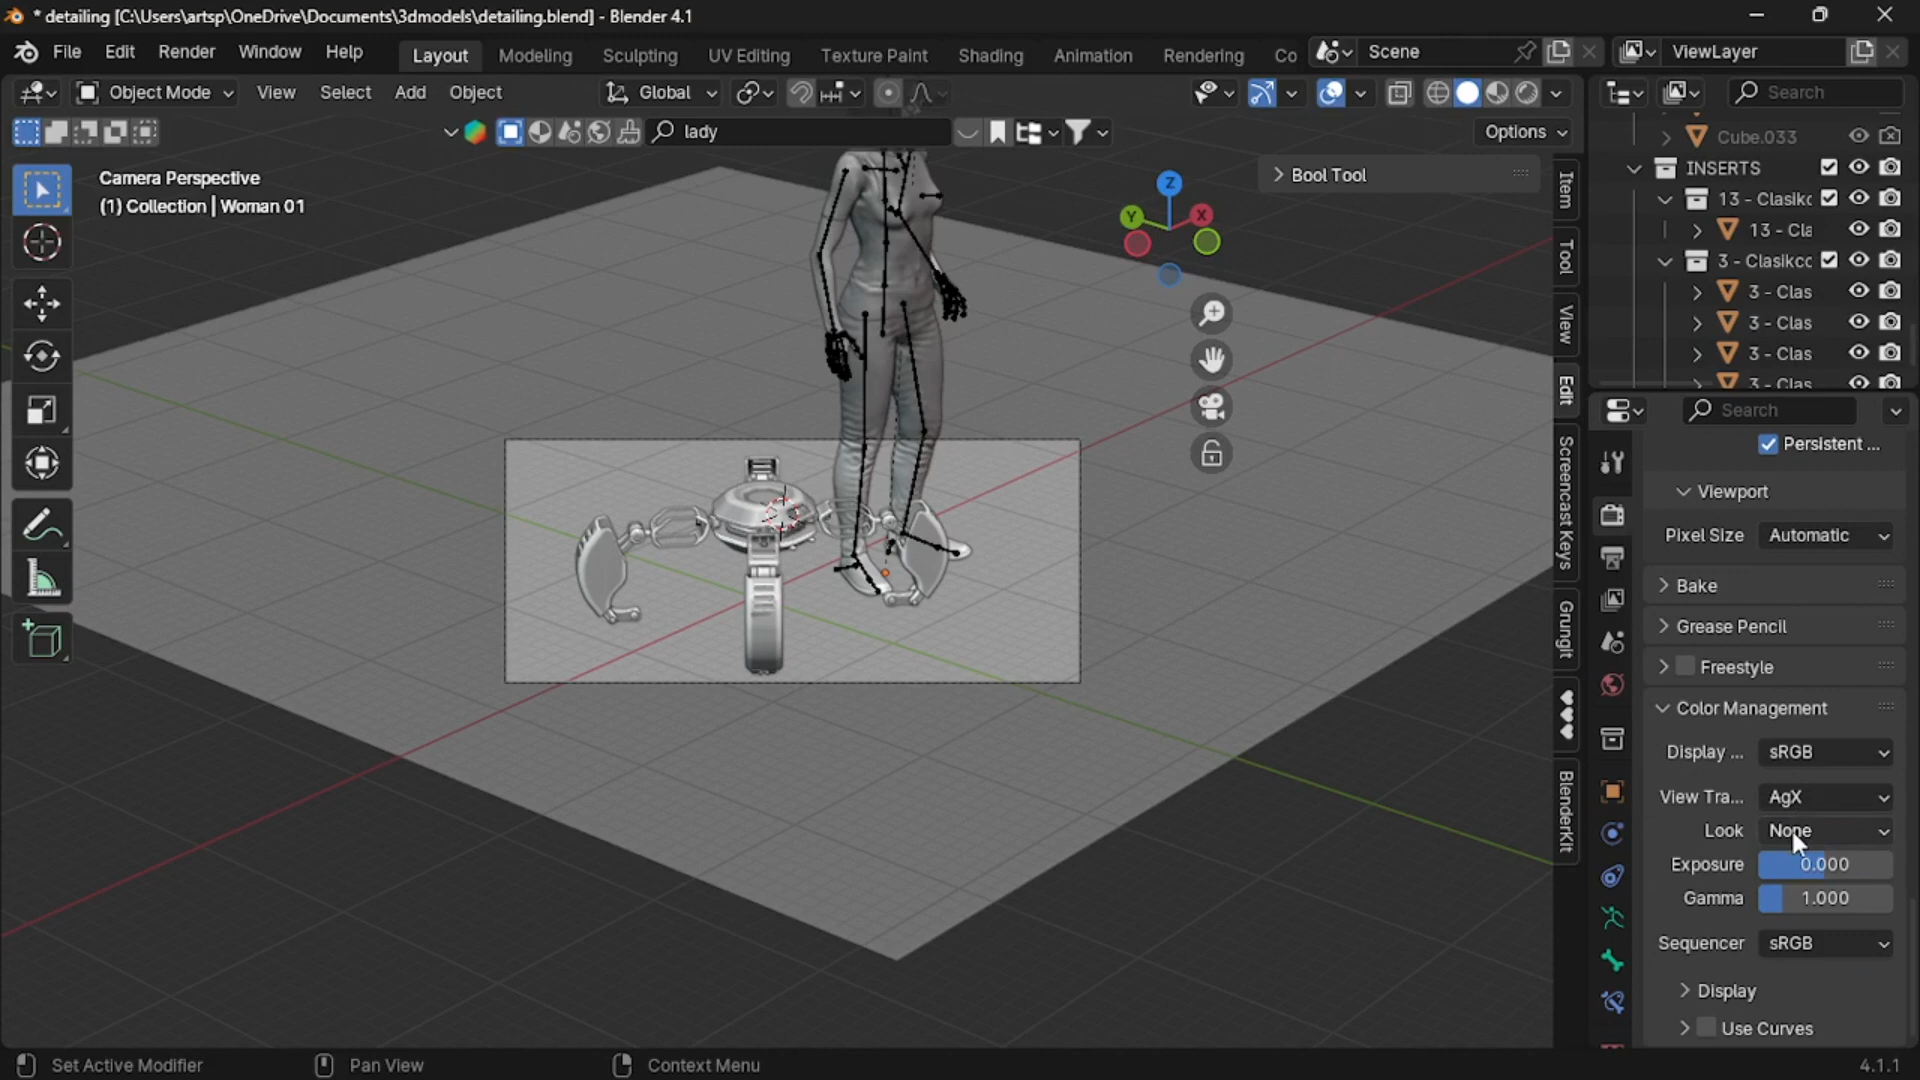 * detailing [C:\Users\artsp\OneDrive\Documents\3dmodels\detailing.blend] - Blender 4.1
File Edit Render Window Help Layout Modeling Sculpting UV Editing Texture Paint Shading Animation Rendering Co Scene ViewLayer
Object Mode View Select Add Object Global Search
lady Options
Cube.033
Camera Perspective
(1) Collection | Woman 01
Bool Tool
Z
Y
X
Item
Tool
View
Edit
Screencast Keys
Grungit
BlenderKit
INSERTS
13 - Clasikc
13 - Cla
3 - Clasikcc
3 - Clas
3 - Clas
3 - Clas
3 - Clas
Search
Persistent ...
Viewport
Pixel Size Automatic
Bake
Grease Pencil
Freestyle
Color Management
Display ... sRGB
View Tra... AgX
Look None
Exposure 0.000
Gamma 1.000
Sequencer sRGB
Display
Use Curves
Set Active Modifier Pan View Context Menu 4.1.1